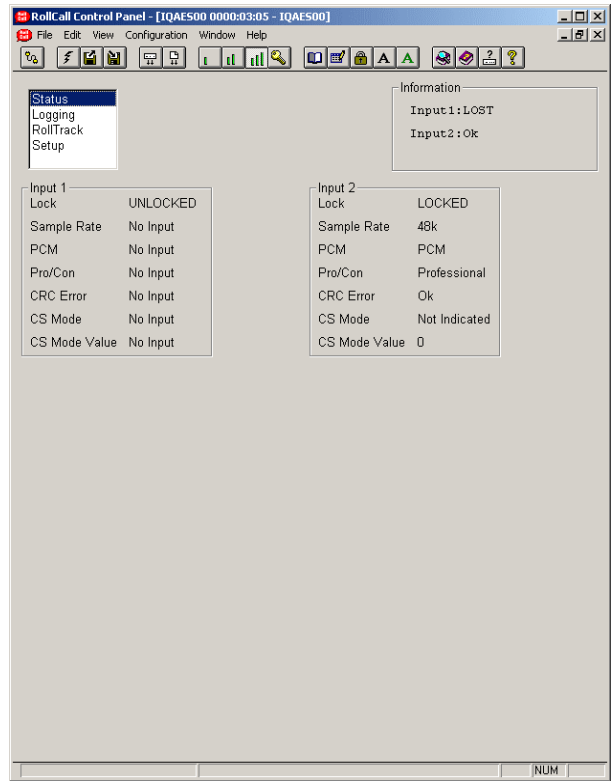 RollCall Control Panel - [IQAES00 0000:03:05 - IQAES00]
File Edit View Configuration Window Help
A A
Status
Logging
RollTrack
Setup
Information
Input1:LOST
Input2:Ok
Input 1
Lock UNLOCKED
Sample Rate No Input
PCM No Input
Pro/Con No Input
CRC Error No Input
CS Mode No Input
CS Mode Value No Input
Input 2
Lock LOCKED
Sample Rate 48k
PCM PCM
Pro/Con Professional
CRC Error Ok
CS Mode Not Indicated
CS Mode Value 0
NUM